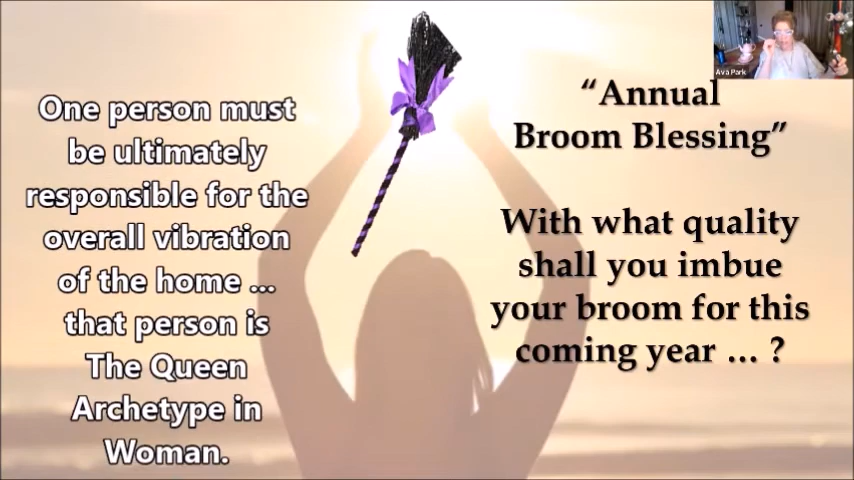 One person must
be ultimately
responsible for the
overall vibration
of the home ...
that person is
The Queen
Archetype in
Woman.
“Annual
Broom Blessing”
With what quality
shall you imbue
your broom for this
coming year … ?
Ava Park